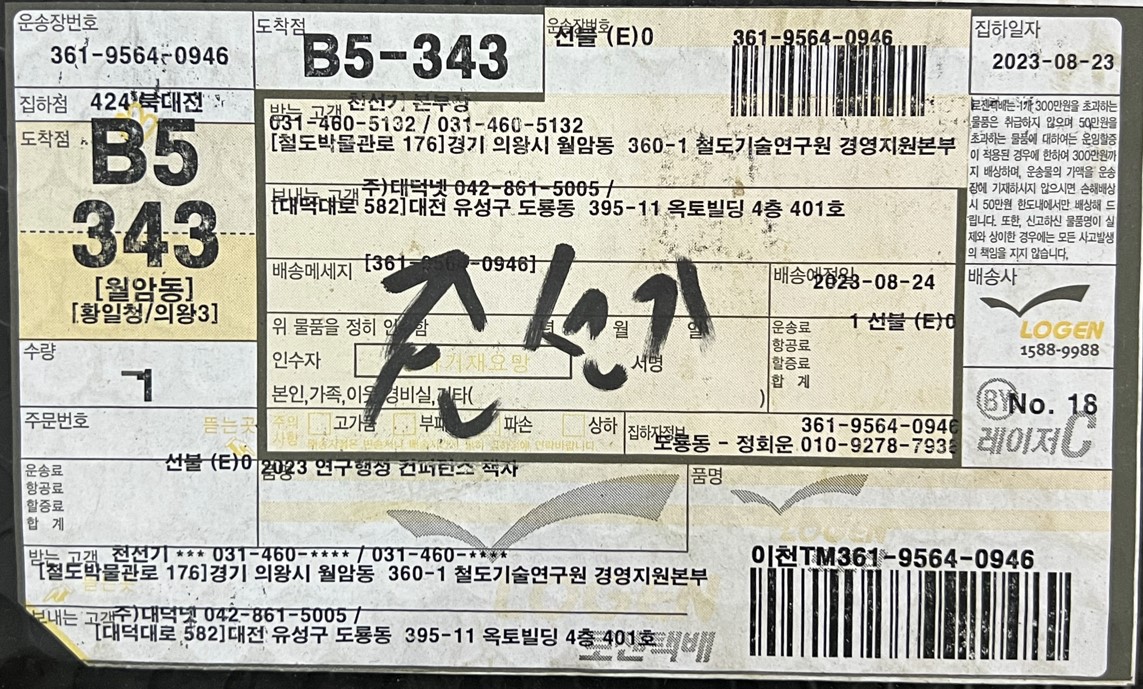 운송장번호
361-9564-0946
도착점
B5-343
운송장번호
선불 (E)0
361-9564-0946
집하일자
2023-08-23
집하점 424 북대전
도착점
B5
343
[월암동]
[황일청/의왕3]
받는 고객 천선기 본부장
031-460-5132 / 031-460-5132
[철도박물관로 176]경기 의왕시 월암동 360-1 철도기술연구원 경영지원본부
보내는 고객 주)대덕넷 042-861-5005 /
[대덕대로 582]대전 유성구 도룡동 395-11 옥토빌딩 4층 401호
로젠택배는 1개 300만원을 초과하는
물품은 취급하지 않으며 50만원을
초과하는 물품에 대하여는 운임할증
이 적용된 경우에 한하여 300만원까
지 배상하며, 운송물의 가액을 운송
장에 기재하시지 않으시면 손해배상
시 50만원 한도내에서만 배상해 드
립니다. 또한, 신고하신 물품명이 실
제와 상이한 경우에는 모든 사고발생
의 책임을 지지 않습니다.
배송메세지 [361-9564-0946]
천선기
배송예정일
2023-08-24
위 물품을 정히 인수함 년 월 일
인수자
서명
본인,가족,이웃,경비실,기타( )
운송료
항공료
할증료
합 계
1 선불 (E)0
배송사
LOGEN
1588-9988
수량
1
주문번호
뜨는곳
주의
사항
고가품
부패
파손
상하
집하자정보
361-9564-0946
도룡동 - 정회운 010-9278-793
BY No. 18
레이저C
운송료
항공료
할증료
합 계
선불 (E)0
품명
2023 연구행정 컨퍼런스 책자
품명
LOGEN
받는 고객 천선기 *** 031-460-**** / 031-460-****
[철도박물관로 176]경기 의왕시 월암동 360-1 철도기술연구원 경영지원본부
보내는 고객 주)대덕넷 042-861-5005 /
[대덕대로 582]대전 유성구 도룡동 395-11 옥토빌딩 4층 401호
로젠택배
이천TM361-9564-0946